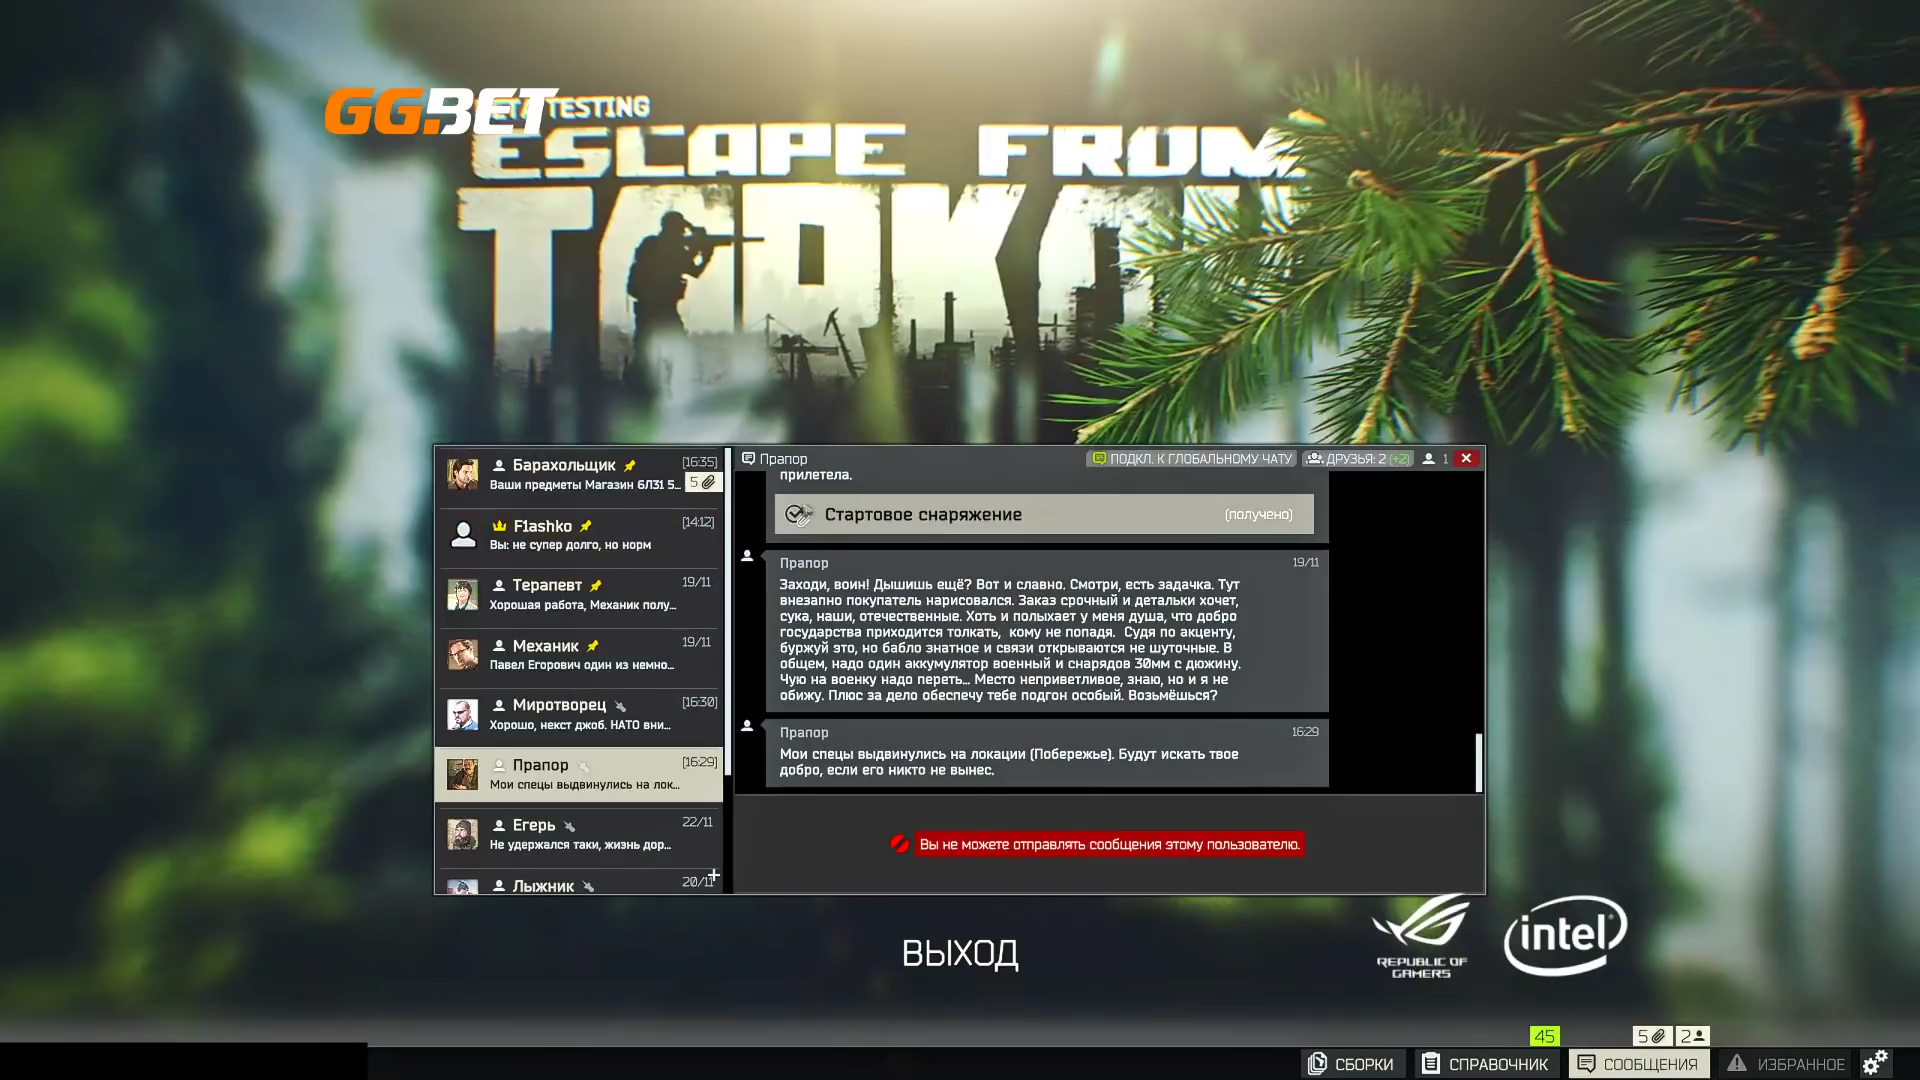 GG.BET
BETA TESTING
ESCAPE FROM
TARKOV
Барахольщик
[16:35]
Ваши предметы Магазин 6Л31 5...
5
F1ashko
[14:12]
Вы: не супер долго, но норм
Терапевт
19/11
Хорошая работа, Механик полу...
Механик
19/11
Павел Егорович один из немно...
Миротворец
[16:30]
Хорошо, некст джоб. НАТО вни...
Прапор
[16:29]
Мои спецы выдвинулись на лок...
Егерь
22/11
Не удержался таки, жизнь дор...
Лыжник
20/11
Прапор
ПОДКЛ. К ГЛОБАЛЬНОМУ ЧАТУ
ДРУЗЬЯ: 2 (+2)
1
прилетела.
Стартовое снаряжение
(получено)
Прапор
19/11
Заходи, воин! Дышишь ещё? Вот и славно. Смотри, есть задачка. Тут
внезапно покупатель нарисовался. Заказ срочный и детальки хочет,
сука, наши, отечественные. Хоть и полыхает у меня душа, что добро
государства приходится толкать, кому не попадя. Судя по акценту,
буржуй это, но бабло знатное и связи открываются не шуточные. В
общем, надо один аккумулятор военный и снарядов 30мм с дюжину.
Чую на военку надо переть... Место неприветливое, знаю, но и я не
обижу. Плюс за дело обеспечу тебе подгон особый. Возьмёшься?
Прапор
16:29
Мои спецы выдвинулись на локации (Побережье). Будут искать твое
добро, если его никто не вынес.
Вы не можете отправлять сообщения этому пользователю.
ВЫХОД
REPUBLIC OF
GAMERS
intel
45
5
2
СБОРКИ
СПРАВОЧНИК
СООБЩЕНИЯ
ИЗБРАННОЕ